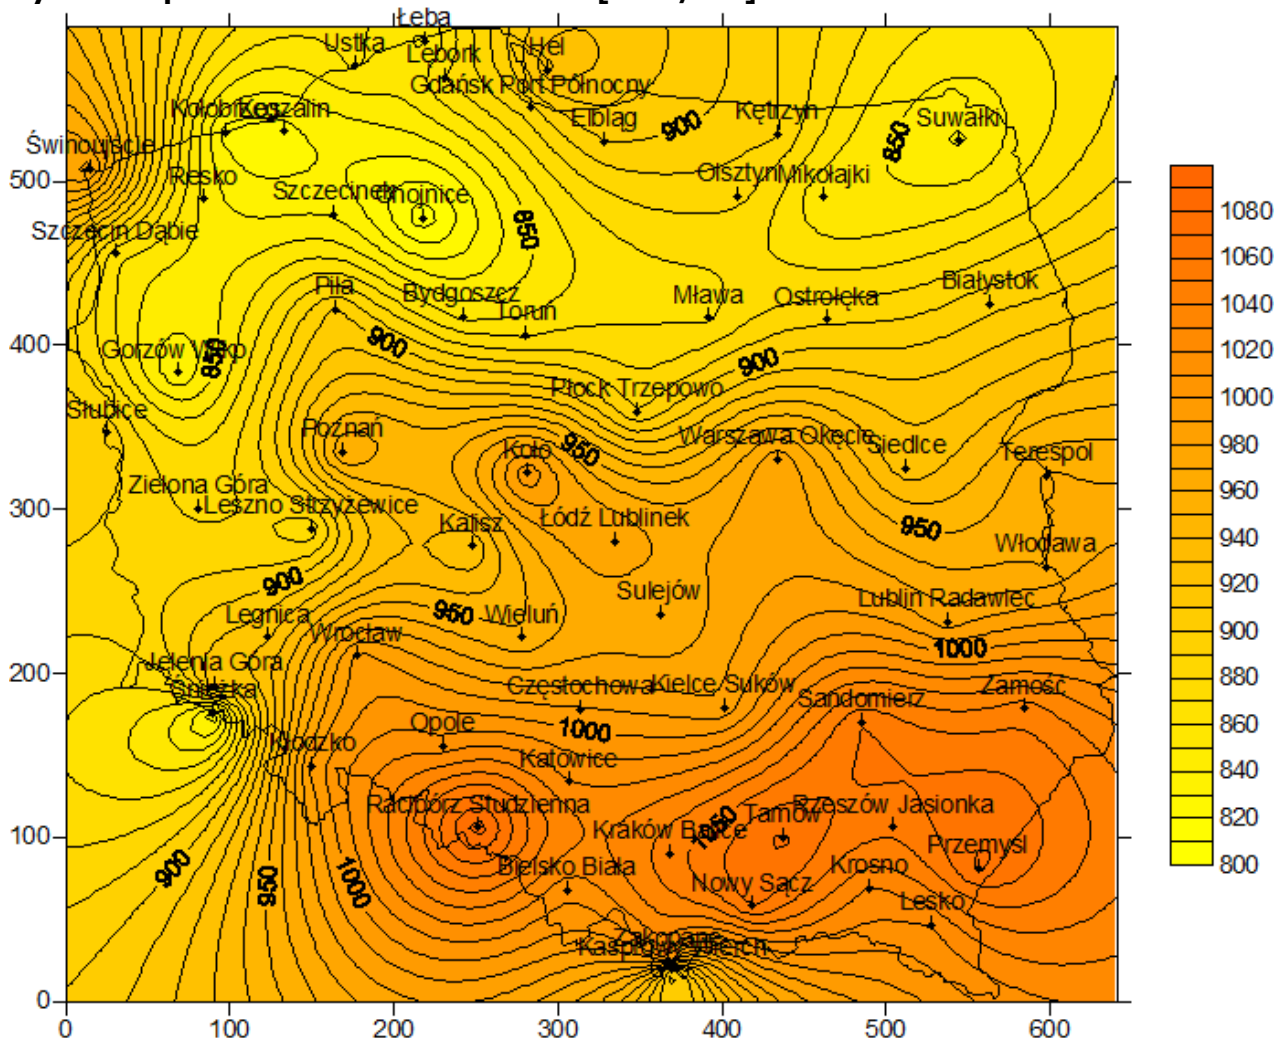 Łeba
Ustka
Lębork
Hel
Gdańsk Port Północny
Kołobrzeg
Koszalin
Elbląg
900
Kętrzyn
Suwałki
850
Świnoujście
500
Resko
Szczecinek
Chojnice
Olsztyn
Mikołajki
1080
Szczecin Dąbie
850
1060
Piła
Bydgoszcz
Toruń
Mława
Ostrołęka
Białystok
1040
400
900
Gorzów Wlkp
850
900
1020
Słubice
Płock Trzepowo
1000
Poznań
Koło
950
Warszawa Okęcie
Siedlce
Terespol
980
Zielona Góra
960
300
Leszno Strzyżewice
Kalisz
Łódź Lublinek
950
Włodawa
940
900
920
Legnica
950
Wieluń
Sulejów
Lublin Radawiec
Wrocław
1000
900
200
Jelenia Góra
Śnieżka
Częstochowa
Kielce Suków
Sandomierz
Zamość
880
Kłodzko
Opole
1000
860
Katowice
840
Racibórz Studzienna
1050
Tarnów
Rzeszów Jasionka
820
100
Kraków Balice
Przemyśl
900
950
1000
Bielsko Biała
Nowy Sącz
Krosno
Lesko
800
Zakopane
Kasprowy Wierch
0
0
100
200
300
400
500
600